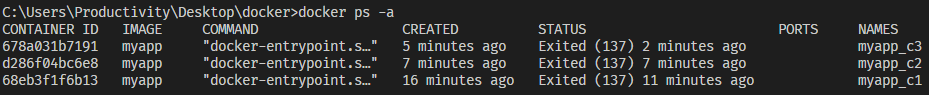 C:\Users\Productivity\Desktop\docker>docker ps -a
CONTAINER ID   IMAGE   COMMAND   CREATED   STATUS   PORTS   NAMES
678a031b7191   myapp   "docker-entrypoint.s…"   5 minutes ago   Exited (137) 2 minutes ago   myapp_c3
d286f04bc6e8   myapp   "docker-entrypoint.s…"   7 minutes ago   Exited (137) 7 minutes ago   myapp_c2
68eb3f1f6b13   myapp   "docker-entrypoint.s…"   16 minutes ago   Exited (137) 11 minutes ago   myapp_c1